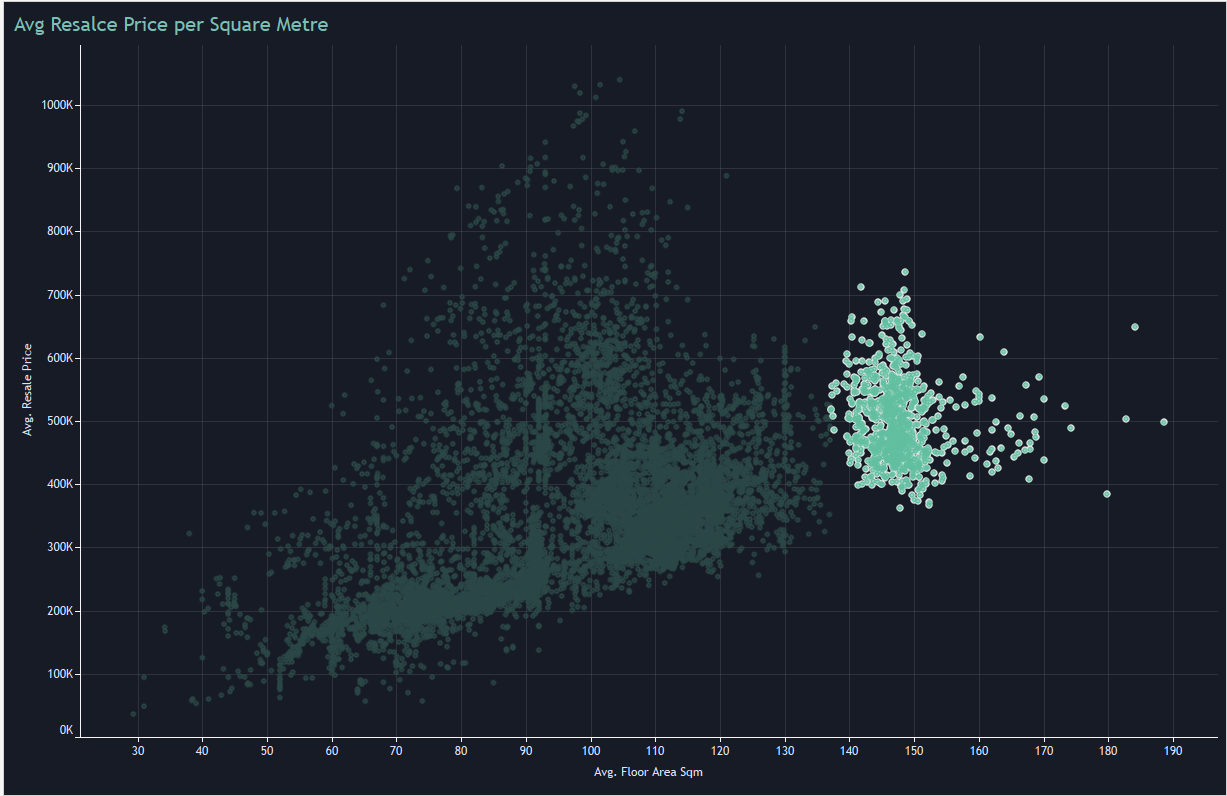 Avg Resalce Price per Square Metre
1000K
900K
800K
700K
600K
500K
400K
300K
200K
100K
0K
Avg. Resale Price
30 40 50 60 70 80 90 100 110 120 130 140 150 160 170 180 190
Avg. Floor Area Sqm